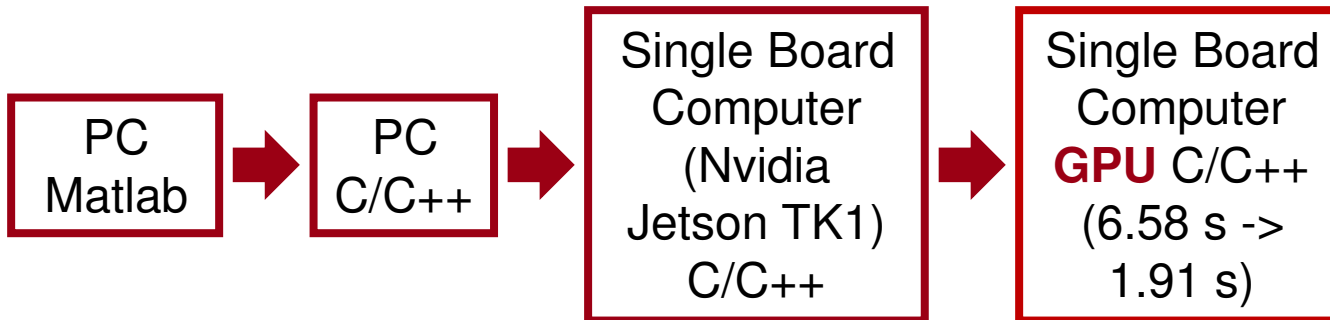 PC
Matlab
PC
C/C++
Single Board
Computer
(Nvidia
Jetson TK1)
C/C++
Single Board
Computer
GPU C/C++
(6.58 s ->
1.91 s)